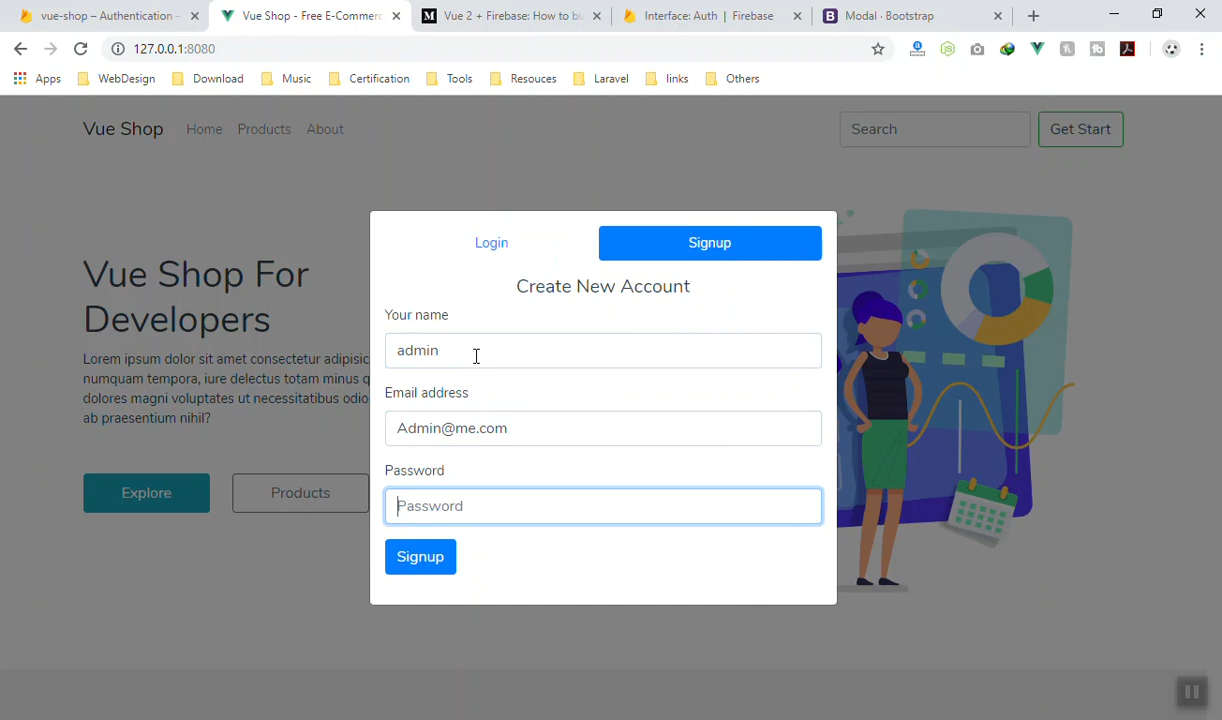 vue-shop – Authentication –
Vue Shop - Free E-Commerc
Vue 2 + Firebase: How to bu
Interface: Auth | Firebase
Modal · Bootstrap
127.0.0.1:8080
Apps
WebDesign
Download
Music
Certification
Tools
Resouces
Laravel
links
Others
Vue Shop
Home
Products
About
Search
Get Start
Login
Signup
Create New Account
Your name
admin
Email address
Admin@me.com
Password
Password
Signup
Vue Shop For
Developers
Lorem ipsum dolor sit amet consectetur adipisic
numquam tempora, iure delectus totam minus q
dolores magni voluptates ut necessitatibus odio
ab praesentium nihil?
Explore
Products